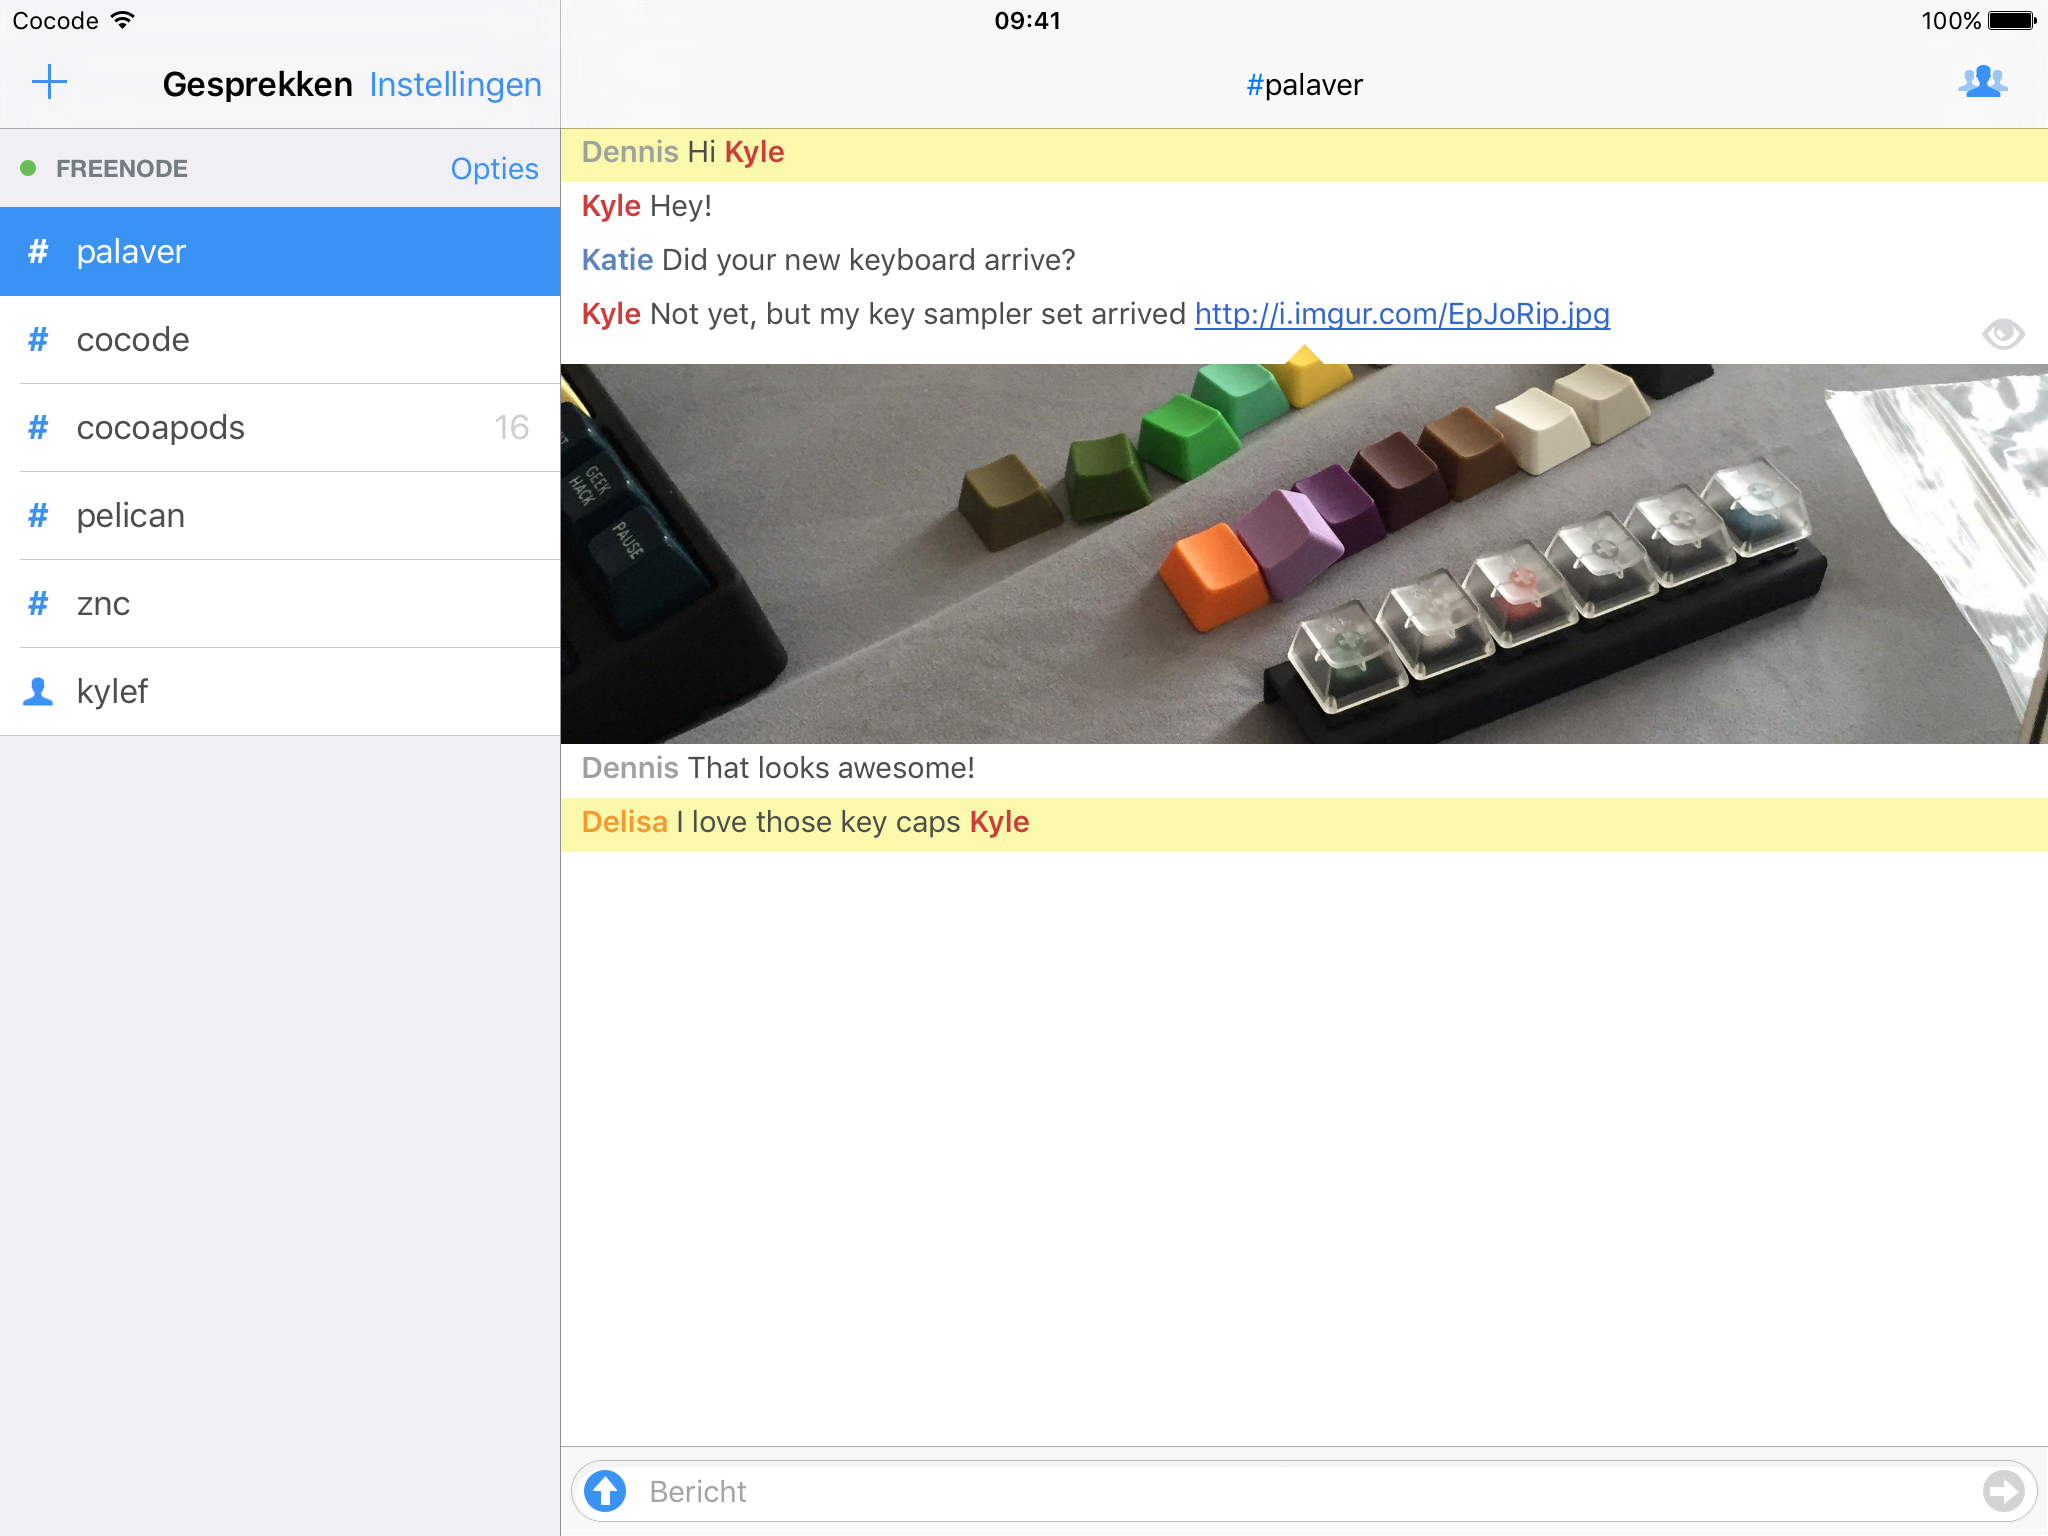 Cocode
09:41
100%
Gesprekken Instellingen
#palaver
FREENODE Opties
# palaver
# cocode
# cocoapods 16
# pelican
# znc
kylef
Dennis Hi Kyle
Kyle Hey!
Katie Did your new keyboard arrive?
Kyle Not yet, but my key sampler set arrived http://i.imgur.com/EpJoRip.jpg
GEEK
HACK
PAUSE
Dennis That looks awesome!
Delisa I love those key caps Kyle
Bericht